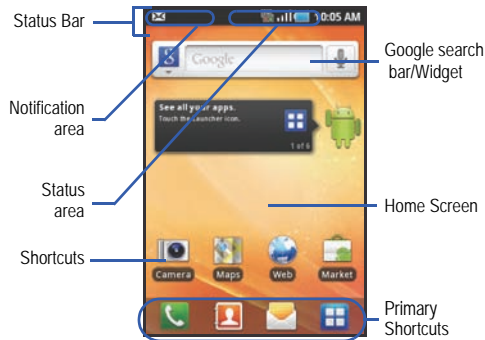 Status Bar
0:05 AM
Google
Google search
bar/Widget
Notification
area
See all your apps.
Touch the Launcher icon.
1 of 6
Status
area
Home Screen
Shortcuts
Camera
Maps
Web
Market
Primary
Shortcuts